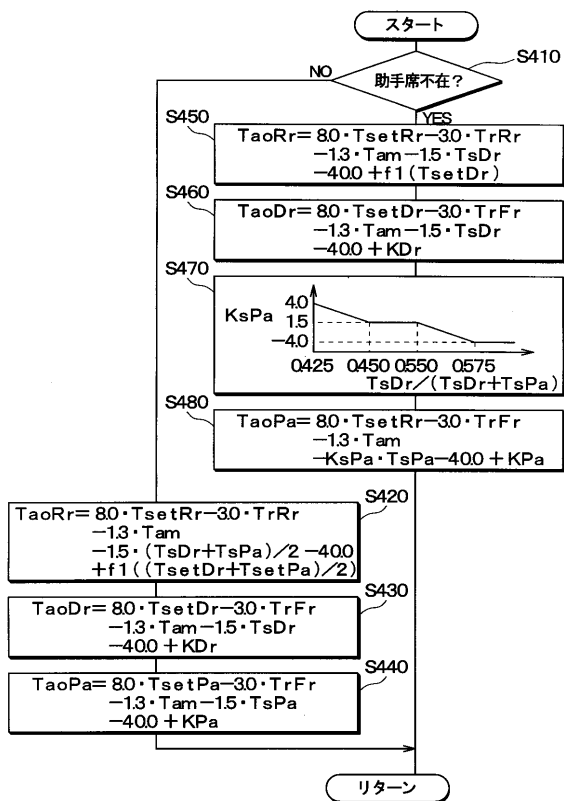 スタート
S410
助手席不在?
NO
YES
S450
TaoRr= 8.0・TsetRr−3.0・TrRr
−1.3・Tam−1.5・TsDr
−40.0 +f1(TsetDr)
S460
TaoDr= 8.0・TsetDr−3.0・TrFr
−1.3・Tam−1.5・TsDr
−40.0 + KDr
S470
KsPa
4.0
1.5
−4.0
0.425 0.450 0.550 0.575
TsDr/(TsDr+TsPa)
S480
TaoPa= 8.0・TsetRr−3.0・TrFr
−1.3・Tam
−KsPa・TsPa−40.0 + KPa
S420
TaoRr= 8.0・TsetRr−3.0・TrRr
−1.3・Tam
−1.5・(TsDr+TsPa)/2 −40.0
+f1((TsetDr+TsetPa)/2)
S430
TaoDr= 8.0・TsetDr−3.0・TrFr
−1.3・Tam−1.5・TsDr
−40.0 + KDr
S440
TaoPa= 8.0・TsetPa−3.0・TrFr
−1.3・Tam−1.5・TsPa
−40.0 + KPa
リターン